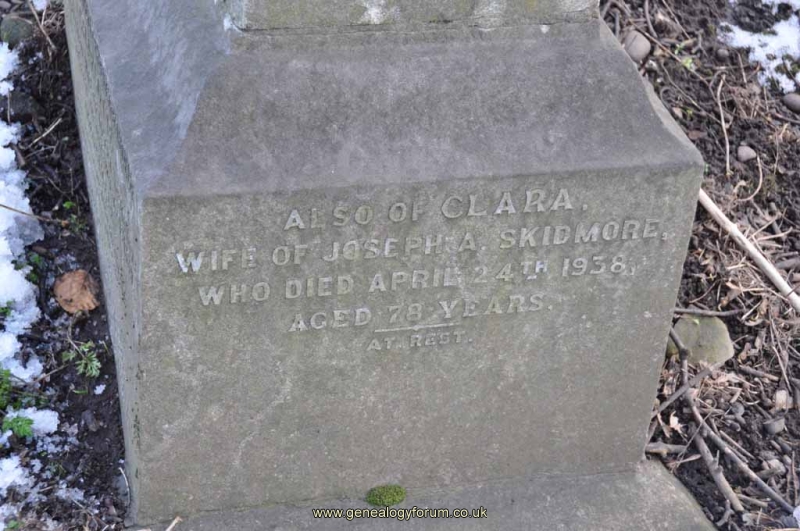 ALSO OF CLARA,
WIFE OF JOSEPH A. SKIDMORE,
WHO DIED APRIL 24TH 1938,
AGED 78 YEARS.
AT REST.
www.genealogyforum.co.uk